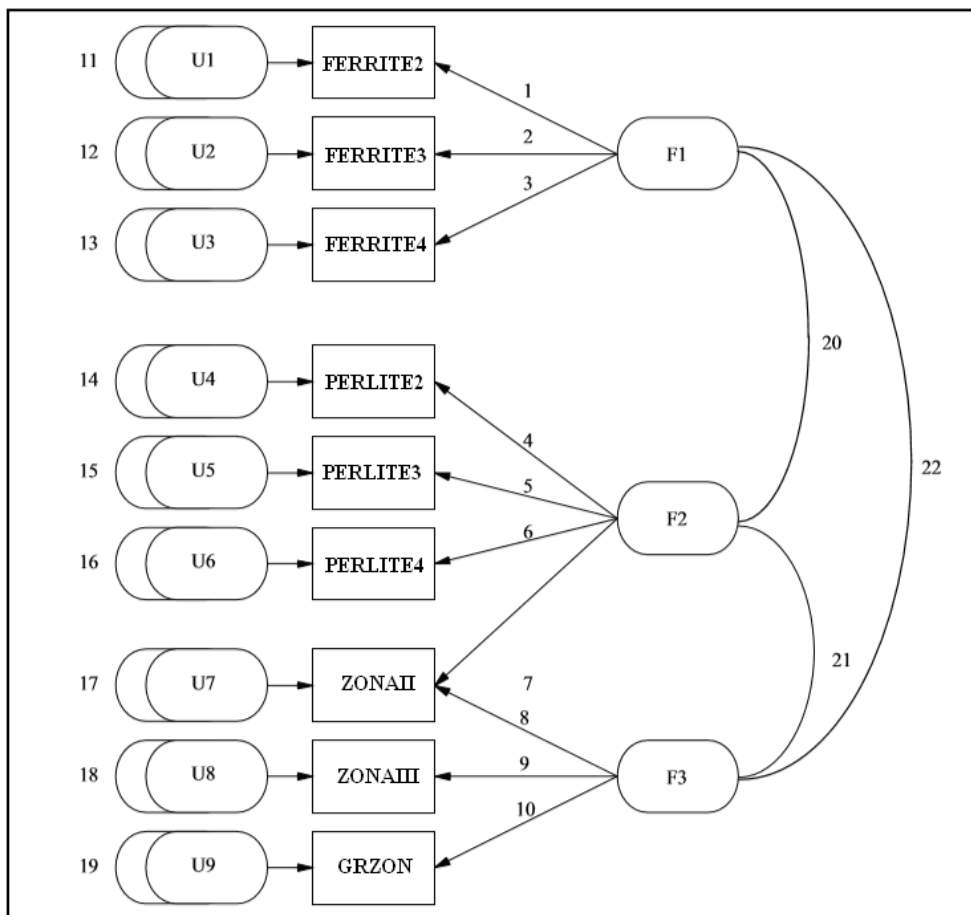 11 U1 FERRITE2
1
12 U2 FERRITE3 2 F1
3
13 U3 FERRITE4
20
14 U4 PERLITE2
4
22
15 U5 PERLITE3 5
F2
16 U6 PERLITE4 6
21
17 U7 ZONAII 7
8
18 U8 ZONAIII 9 F3
10
19 U9 GRZON